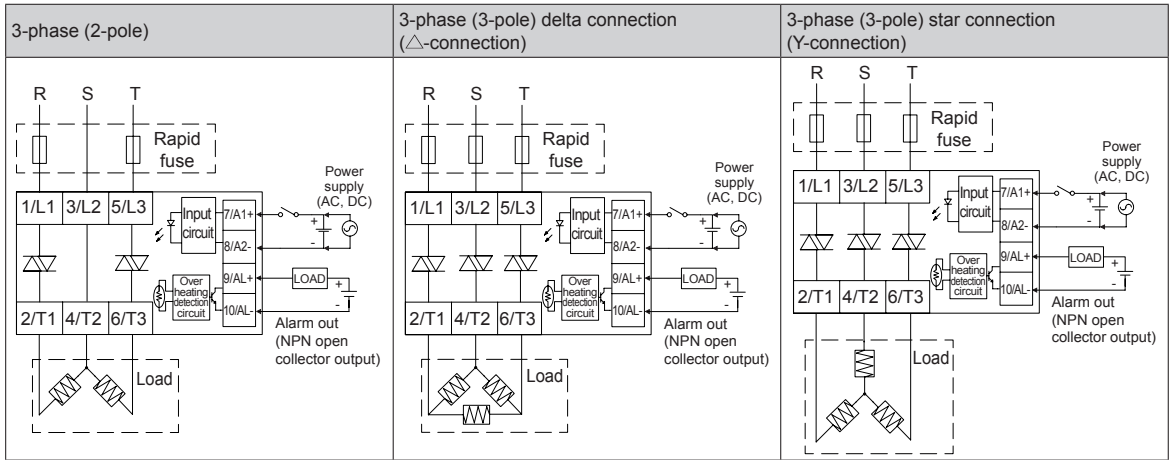 3-phase (2-pole)
3-phase (3-pole) delta connection
(△-connection)
3-phase (3-pole) star connection
(Y-connection)
R S T
Rapid
fuse
Power
supply
(AC, DC)
1/L1 3/L2 5/L3
Input
circuit
7/A1+
+
-
8/A2-
9/AL+
LOAD
+
-
Over
heating
detection
circuit
10/AL-
2/T1 4/T2 6/T3
Alarm out
(NPN open
collector output)
Load
R S T
Rapid
fuse
Power
supply
(AC, DC)
1/L1 3/L2 5/L3
Input
circuit
7/A1+
+
-
8/A2-
9/AL+
LOAD
+
-
Over
heating
detection
circuit
10/AL-
2/T1 4/T2 6/T3
Alarm out
(NPN open
collector output)
Load
R S T
Rapid
fuse
Power
supply
(AC, DC)
1/L1 3/L2 5/L3
Input
circuit
7/A1+
+
-
8/A2-
9/AL+
LOAD
+
-
Over
heating
detection
circuit
10/AL-
2/T1 4/T2 6/T3
Alarm out
(NPN open
collector output)
Load